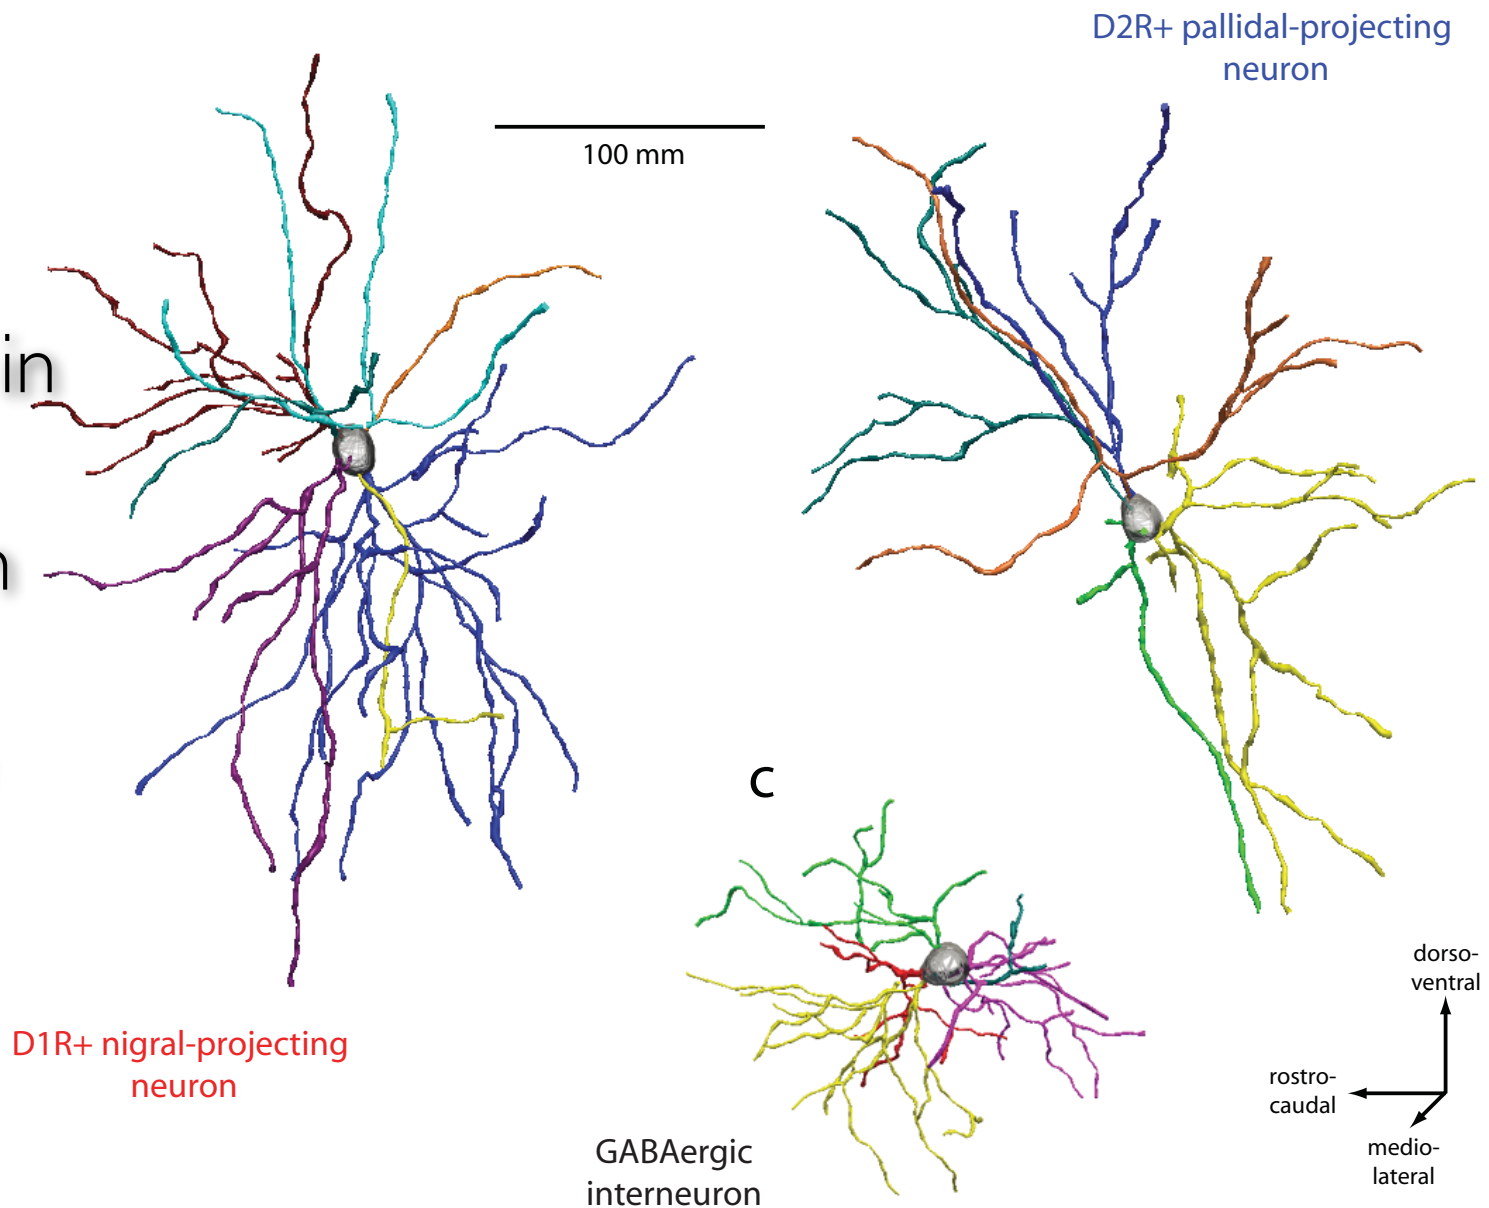 D2R+ pallidal-projecting
neuron
100 mm
in
n
C
D1R+ nigral-projecting
neuron
GABAergic
interneuron
dorso-
ventral
rostro-
caudal
medio-
lateral